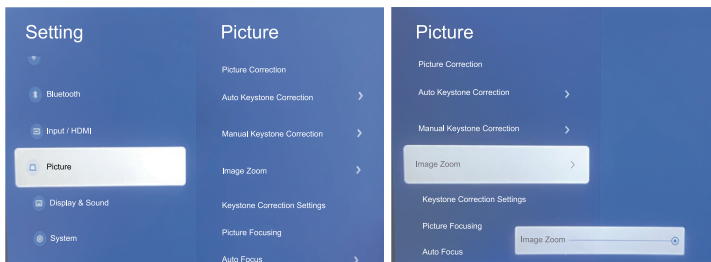 Setting
Bluetooth
Input / HDMI
Picture
Display & Sound
System
Picture
Picture Correction
Auto Keystone Correction
Manual Keystone Correction
Image Zoom
Keystone Correction Settings
Picture Focusing
Auto Focus
Picture
Picture Correction
Auto Keystone Correction
Manual Keystone Correction
Image Zoom
Keystone Correction Settings
Picture Focusing
Auto Focus
Image Zoom